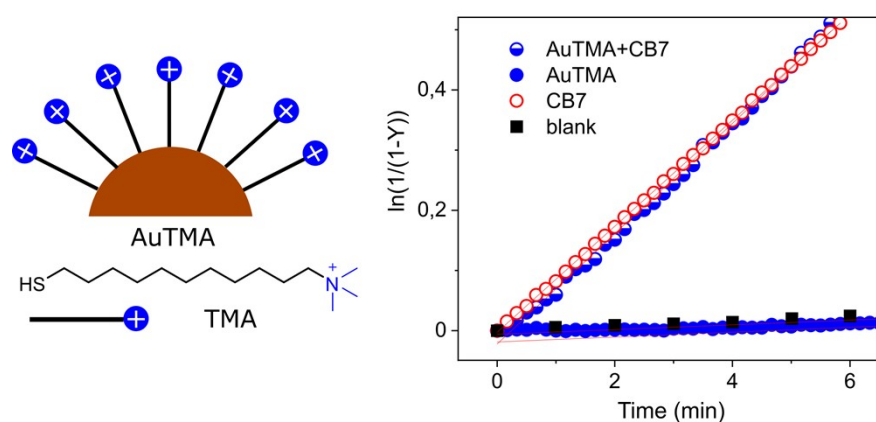 AuTMA
HS
N
+
TMA
AuTMA+CB7
AuTMA
CB7
blank
ln(1/(1-Y))
0,4
0,2
0
0
2
4
6
Time (min)